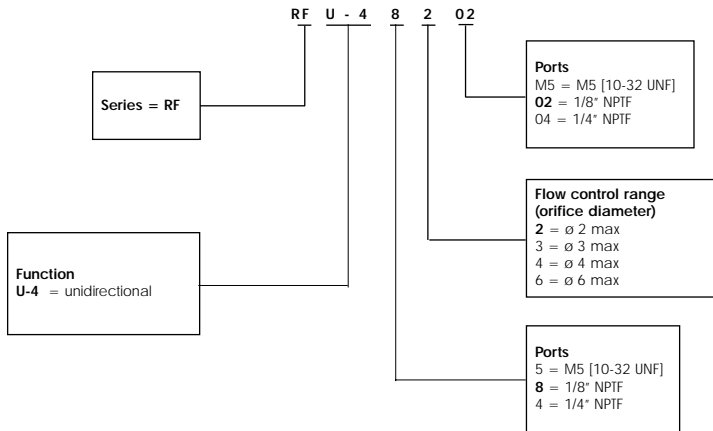 RF U - 4 8 2 02
Series = RF
Function
U-4 = unidirectional
Ports
M5 = M5 [10-32 UNF]
02 = 1/8" NPTF
04 = 1/4" NPTF
Flow control range
(orifice diameter)
2 = ø 2 max
3 = ø 3 max
4 = ø 4 max
6 = ø 6 max
Ports
5 = M5 [10-32 UNF]
8 = 1/8" NPTF
4 = 1/4" NPTF